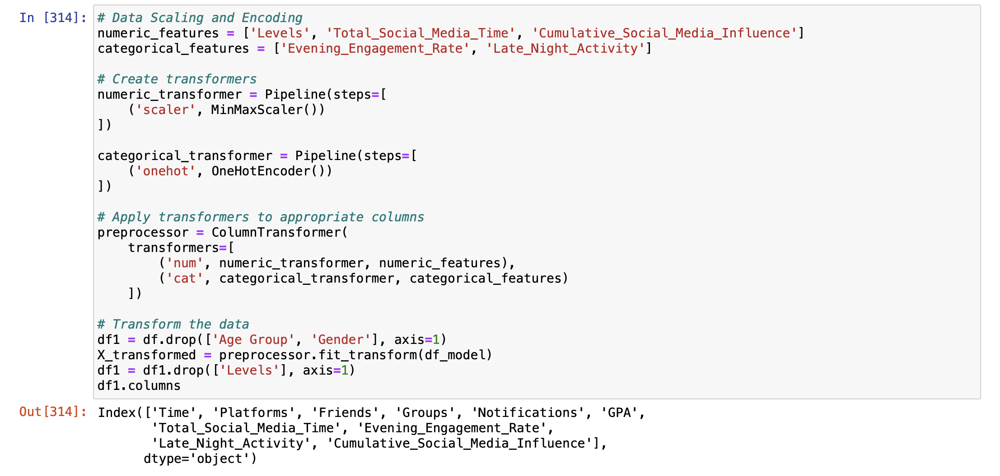 In [314]:
# Data Scaling and Encoding
numeric_features = ['Levels', 'Total_Social_Media_Time', 'Cumulative_Social_Media_Influence']
categorical_features = ['Evening_Engagement_Rate', 'Late_Night_Activity']

# Create transformers
numeric_transformer = Pipeline(steps=[
    ('scaler', MinMaxScaler())
])

categorical_transformer = Pipeline(steps=[
    ('onehot', OneHotEncoder())
])

# Apply transformers to appropriate columns
preprocessor = ColumnTransformer(
    transformers=[
        ('num', numeric_transformer, numeric_features),
        ('cat', categorical_transformer, categorical_features)
    ])

# Transform the data
df1 = df.drop(['Age Group', 'Gender'], axis=1)
X_transformed = preprocessor.fit_transform(df_model)
df1 = df1.drop(['Levels'], axis=1)
df1.columns
Out[314]:
Index(['Time', 'Platforms', 'Friends', 'Groups', 'Notifications', 'GPA',
       'Total_Social_Media_Time', 'Evening_Engagement_Rate',
       'Late_Night_Activity', 'Cumulative_Social_Media_Influence'],
      dtype='object')